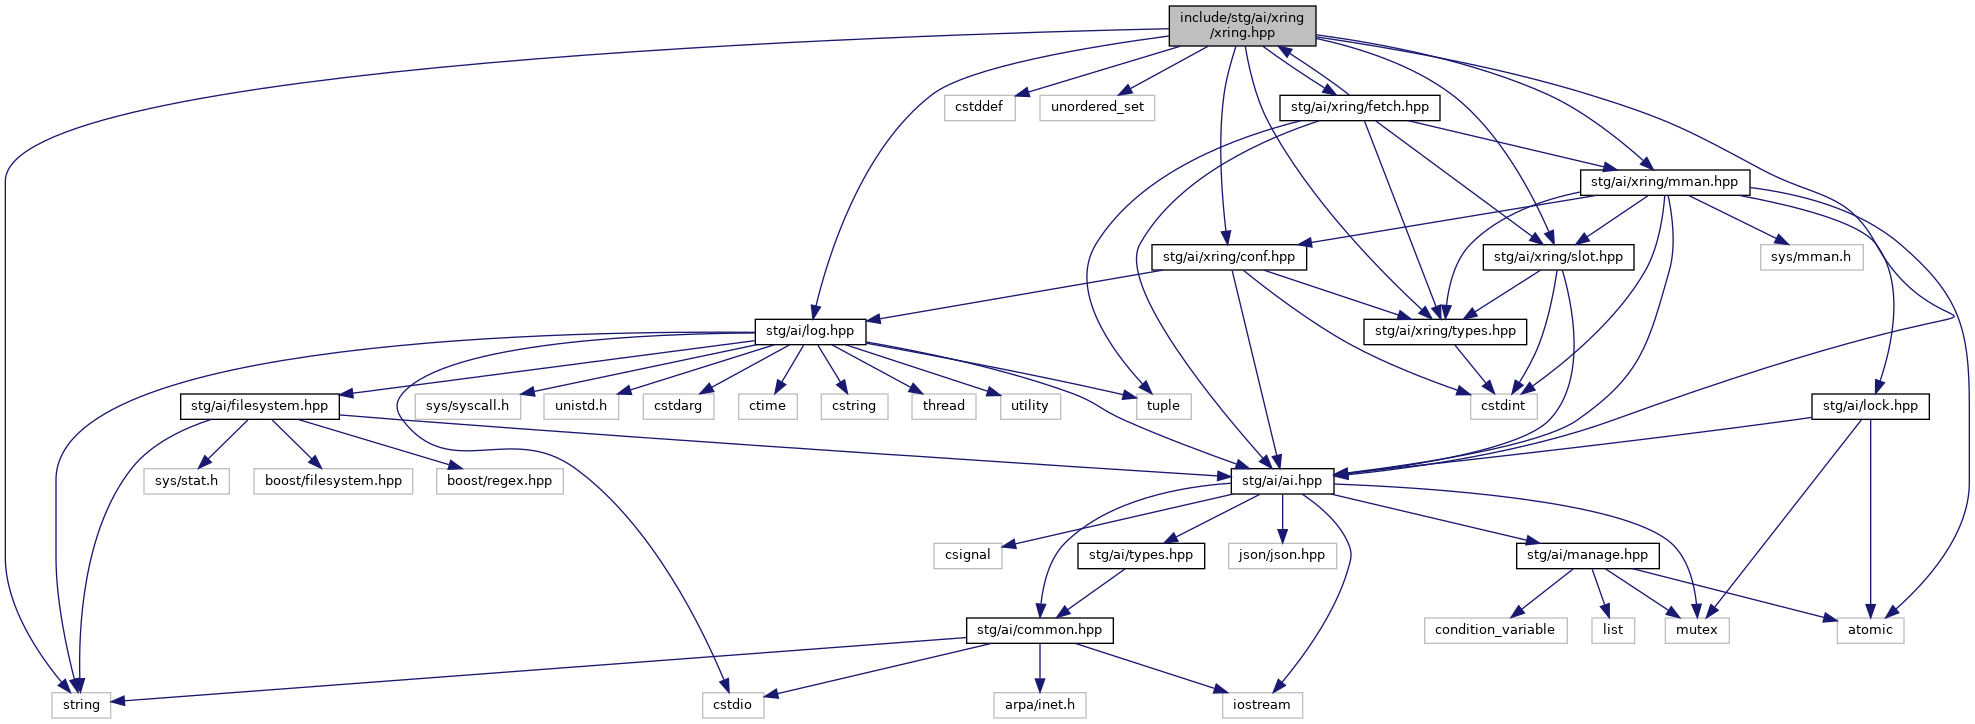 include/stg/ai/xring
/xring.hpp
cstddef
unordered_set
stg/ai/xring/fetch.hpp
stg/ai/xring/mman.hpp
stg/ai/xring/conf.hpp
stg/ai/xring/slot.hpp
sys/mman.h
stg/ai/log.hpp
stg/ai/xring/types.hpp
stg/ai/filesystem.hpp
sys/syscall.h
unistd.h
cstdarg
ctime
cstring
thread
utility
tuple
cstdint
stg/ai/lock.hpp
sys/stat.h
boost/filesystem.hpp
boost/regex.hpp
stg/ai/ai.hpp
csignal
stg/ai/types.hpp
json/json.hpp
stg/ai/manage.hpp
stg/ai/common.hpp
condition_variable
list
mutex
atomic
string
cstdio
arpa/inet.h
iostream